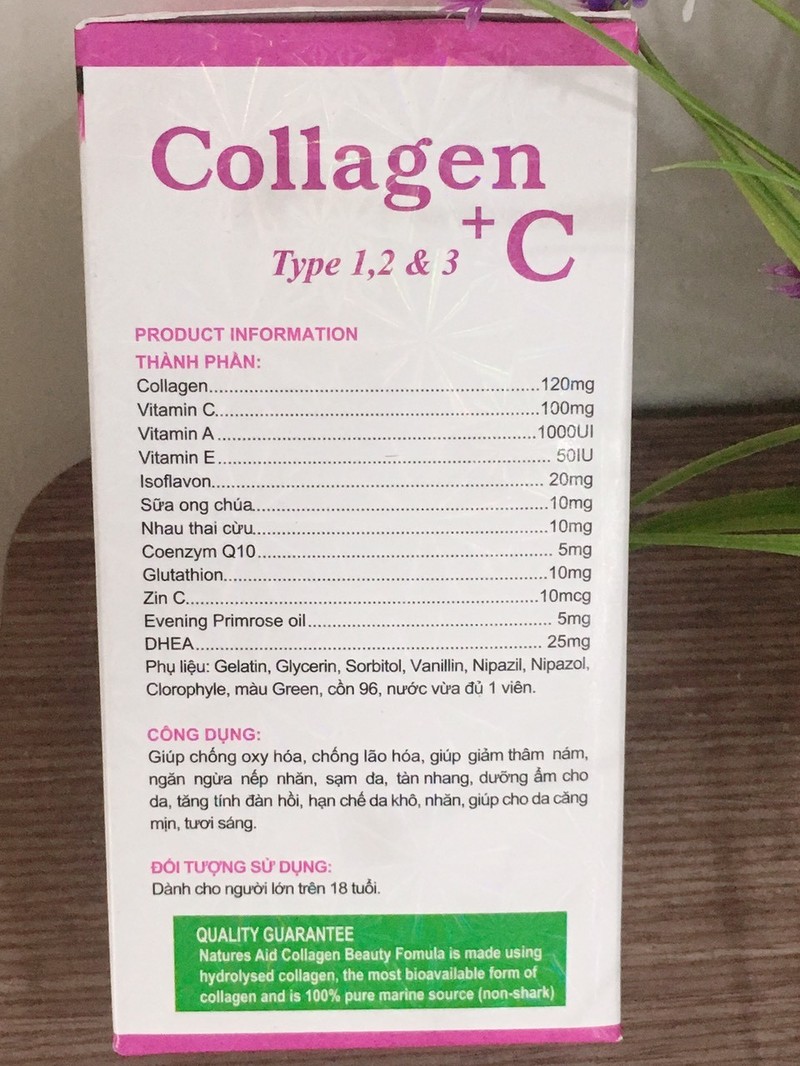 Collagen
+ C
Type 1,2 & 3
PRODUCT INFORMATION
THÀNH PHẦN:
Collagen..........120mg
Vitamin C..........100mg
Vitamin A..........1000UI
Vitamin E..........50IU
Isoflavon..........20mg
Sữa ong chúa..........10mg
Nhau thai cừu..........10mg
Coenzym Q10..........5mg
Glutathion..........10mg
Zin C..........10mcg
Evening Primrose oil..........5mg
DHEA..........25mg
Phụ liệu: Gelatin, Glycerin, Sorbitol, Vanillin, Nipazil, Nipazol,
Clorophyle, màu Green, cồn 96, nước vừa đủ 1 viên.
CÔNG DỤNG:
Giúp chống oxy hóa, chống lão hóa, giúp giảm thâm nám,
ngăn ngừa nếp nhăn, sạm da, tàn nhang, dưỡng ẩm cho
da, tăng tính đàn hồi, hạn chế da khô, nhăn, giúp cho da căng
mịn, tươi sáng.
ĐỐI TƯỢNG SỬ DỤNG:
Dành cho người lớn trên 18 tuổi.
QUALITY GUARANTEE
Natures Aid Collagen Beauty Fomula is made using
hydrolysed collagen, the most bioavailable form of
collagen and is 100% pure marine source (non-shark)